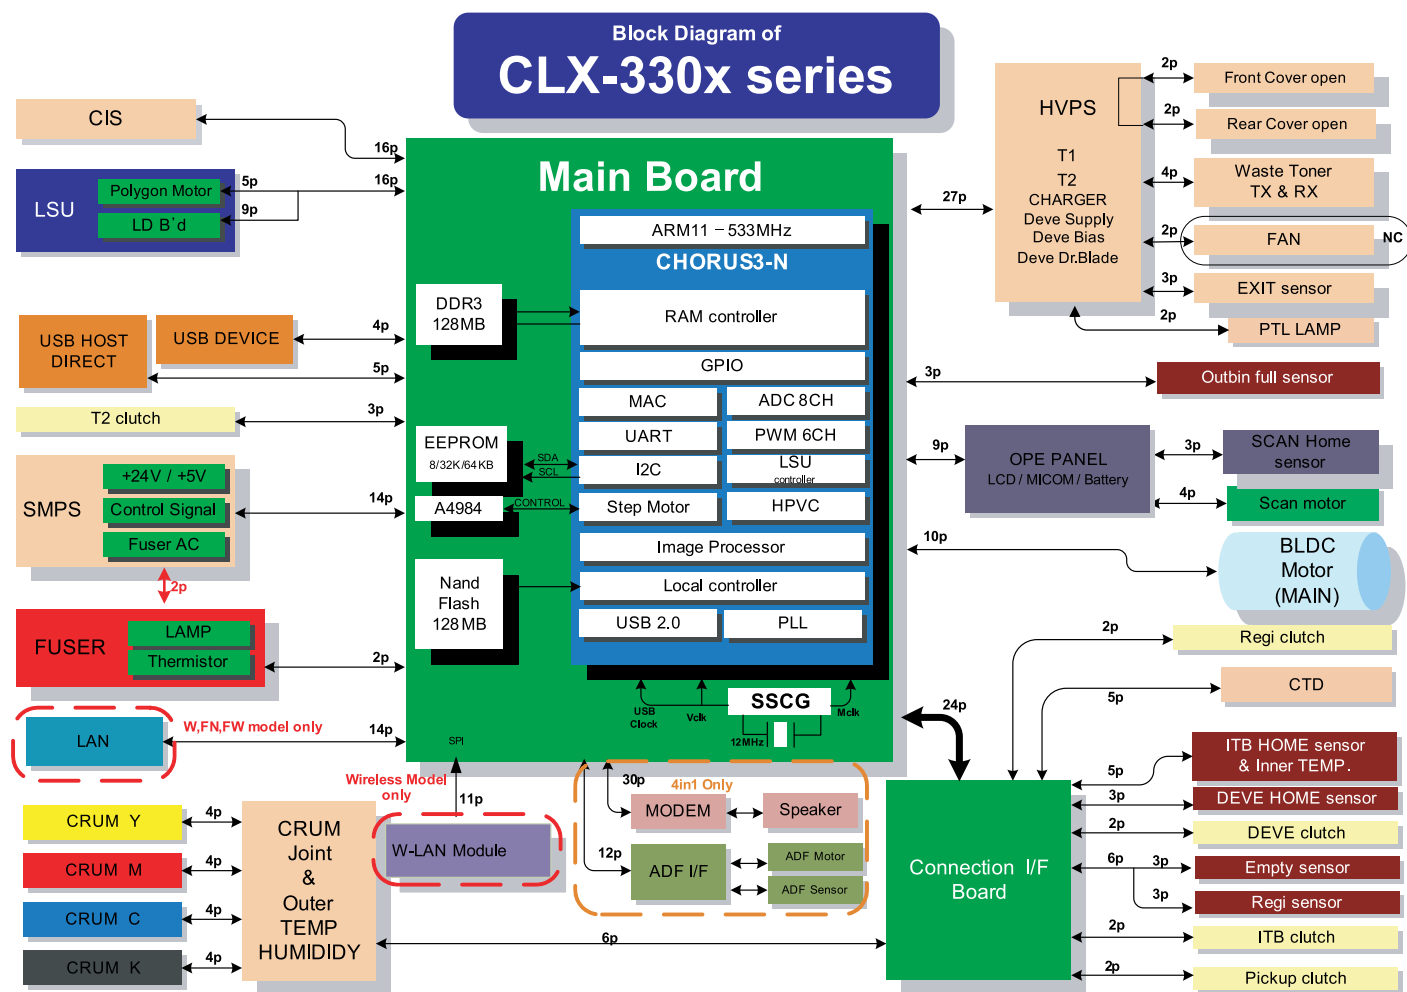 Block Diagram of
CLX-330x series
CIS
16p
LSU
Polygon Motor
LD B'd
5p
9p
16p
USB HOST
DIRECT
USB DEVICE
4p
5p
T2 clutch
3p
SMPS
+24V / +5V
Control Signal
Fuser AC
14p
2p
FUSER
LAMP
Thermistor
2p
W,FN,FW model only
LAN
14p
Main Board
ARM11 – 533MHz
CHORUS3-N
DDR3
128MB
RAM controller
GPIO
MAC
ADC 8CH
UART
PWM 6CH
EEPROM
8/32K/64KB
SDA
SCL
I2C
LSU
controller
A4984
CONTROL
Step Motor
HPVC
Image Processor
Nand
Flash
128MB
Local controller
USB 2.0
PLL
USB
Clock
Vclk
SSCG
Mclk
12MHz
SPI
Wireless Model
only
11p
W-LAN Module
30p
4in1 Only
MODEM
Speaker
12p
ADF I/F
ADF Motor
ADF Sensor
CRUM Y
4p
CRUM M
4p
CRUM C
4p
CRUM K
4p
CRUM
Joint
&
Outer
TEMP
HUMIDIDY
6p
27p
HVPS
T1
T2
CHARGER
Deve Supply
Deve Bias
Deve Dr.Blade
2p
Front Cover open
2p
Rear Cover open
4p
Waste Toner
TX & RX
2p
FAN
NC
3p
EXIT sensor
2p
PTL LAMP
3p
Outbin full sensor
9p
OPE PANEL
LCD / MICOM / Battery
3p
SCAN Home
sensor
4p
Scan motor
10p
BLDC
Motor
(MAIN)
2p
Regi clutch
5p
CTD
24p
Connection I/F
Board
5p
ITB HOME sensor
& Inner TEMP.
3p
DEVE HOME sensor
2p
DEVE clutch
6p
3p
Empty sensor
3p
Regi sensor
2p
ITB clutch
2p
Pickup clutch